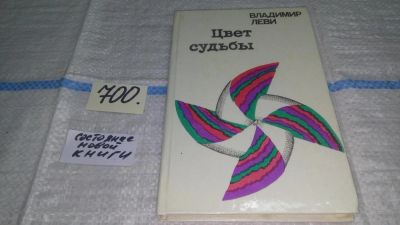 ВЛАДИМИР
ЛЕВИ
Цвет
судьбы
700.
состояние
новой
книги